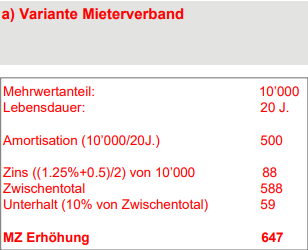 a) Variante Mieterverband
Mehrwertanteil: 10’000
Lebensdauer: 20 J.
Amortisation (10’000/20J.) 500
Zins ((1.25%+0.5)/2) von 10’000 88
Zwischentotal 588
Unterhalt (10% von Zwischentotal) 59
MZ Erhöhung 647